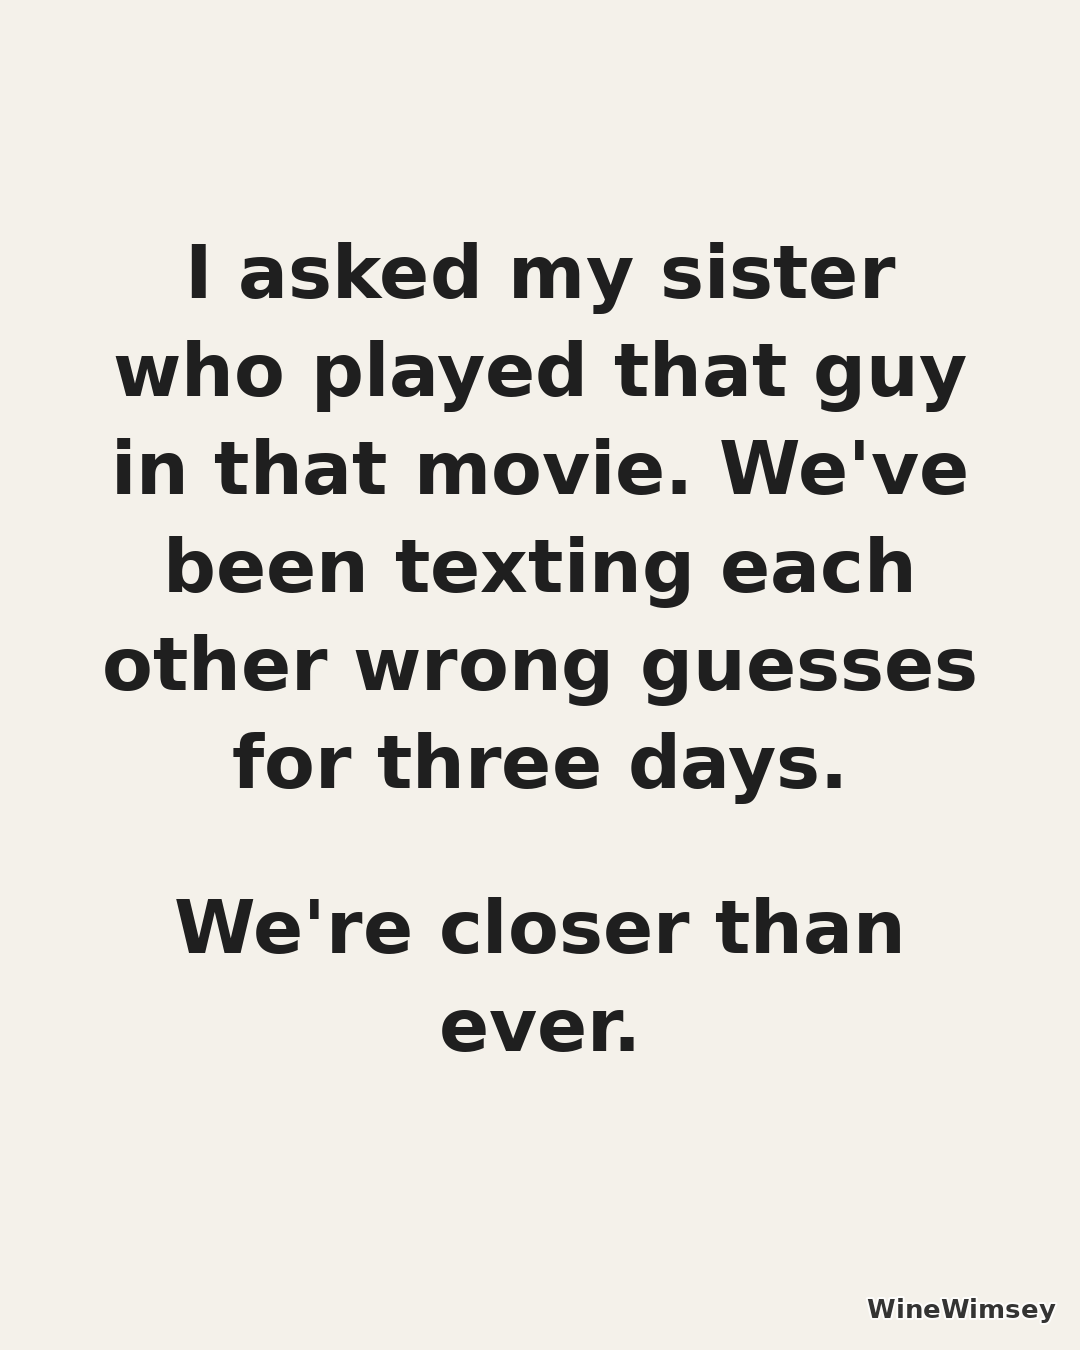 I asked my sister
who played that guy
in that movie. We've
been texting each
other wrong guesses
for three days.
We're closer than
ever.
WineWimsey